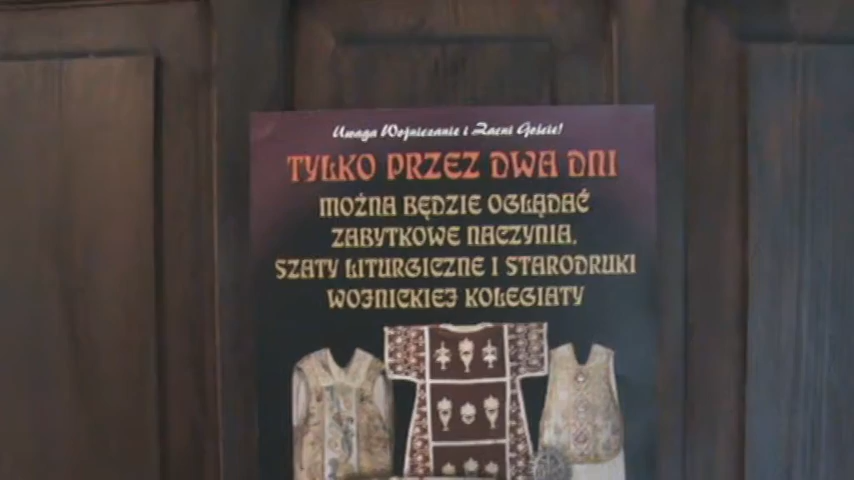 Uwaga Wojniczanie i Zacni Goście!
TYLKO PRZEZ DWA DNI
MOŻNA BĘDZIE OGLĄDAĆ
ZABYTKOWE NACZYNIA,
SZATY LITURGICZNE I STARODRUKI
WOJNICKIEJ KOLEGIATY